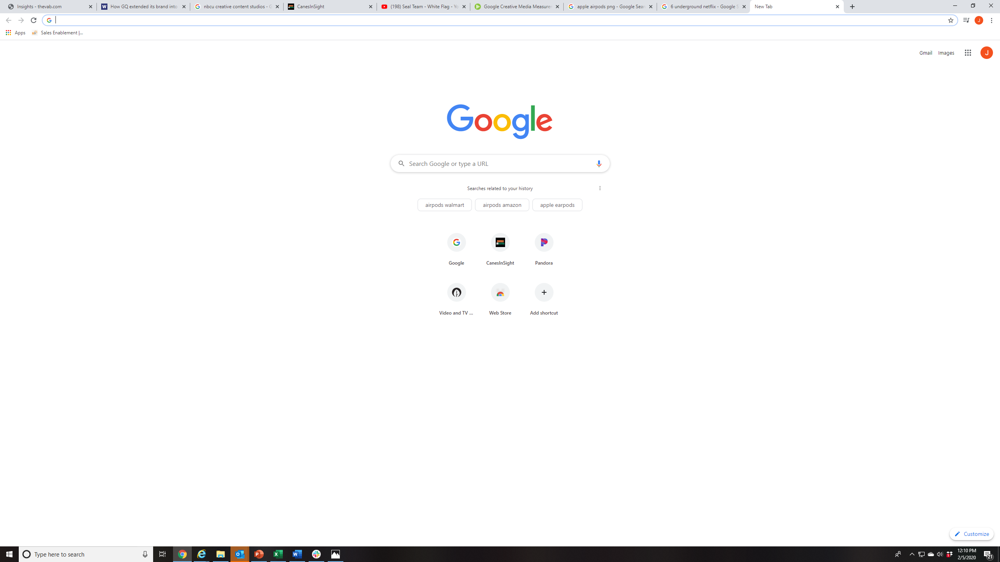 Insights - thevab.com
How GQ extended its brand into
nbcu creative content studios - G
CanesInSight
(198) Seal Team - White Flag - Yo
Google Creative Media Measurer
apple airpods png - Google Sear
6 underground netflix - Google S
New Tab
J
Apps
Sales Enablement |...
Gmail
Images
J
Google
Search Google or type a URL
Searches related to your history
airpods walmart
airpods amazon
apple earpods
Google
CanesInSight
Pandora
Video and TV ...
Web Store
Add shortcut
Customize
Type here to search
12:10 PM
2/5/2020
21